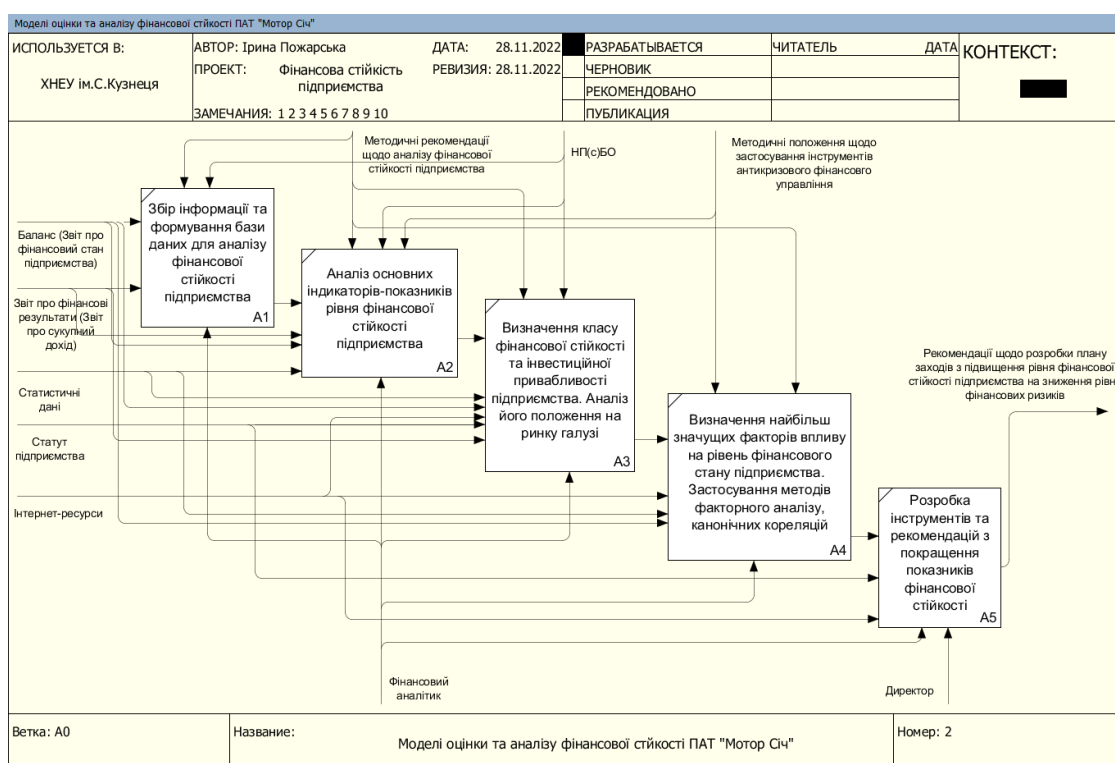 Моделі оцінки та аналізу фінансової стйкості ПАТ "Мотор Січ"
ИСПОЛЬЗУЕТСЯ В:
ХНЕУ ім.С.Кузнеця
АВТОР: Ірина Пожарська
ДАТА: 28.11.2022
ПРОЕКТ: Фінансова стійкість
підприємства
РЕВИЗИЯ: 28.11.2022
ЗАМЕЧАНИЯ: 1 2 3 4 5 6 7 8 9 10
РАЗРАБАТЫВАЕТСЯ
ЧЕРНОВИК
РЕКОМЕНДОВАНО
ПУБЛИКАЦИЯ
ЧИТАТЕЛЬ
ДАТА
КОНТЕКСТ:
Методичні рекомендації
щодо аналізу фінансової
стійкості підприємства
НП(с)БО
Методичні положення щодо
застосування інструментів
антикризового фінансовго
управління
Баланс (Звіт про
фінансовий стан
підприємства)
Звіт про фінансові
результати (Звіт
про сукупний
дохід)
Статистичні
дані
Статут
підприємства
Інтернет-ресурси
Збір інформації та
формування бази
даних для аналізу
фінансової
стійкості
підприємства
A1
Аналіз основних
індикаторів-показників
рівня фінансової
стійкості
підприємства
A2
Визначення класу
фінансової стійкості
та інвестиційної
привабливості
підприємства. Аналіз
його положення на
ринку галузі
A3
Визначення найбільш
значущих факторів впливу
на рівень фінансового
стану підприємства.
Застосування методів
факторного аналізу,
канонічних кореляцій
A4
Розробка
інструментів та
рекомендацій з
покращення
показників
фінансової
стійкості
A5
Рекомендації щодо розробки плану
заходів з підвищення рівня фінансової
стійкості підприємства на зниження рівн
фінансових ризиків
Фінансовий
аналітик
Директор
Ветка: A0
Название:
Моделі оцінки та аналізу фінансової стйкості ПАТ "Мотор Січ"
Номер: 2